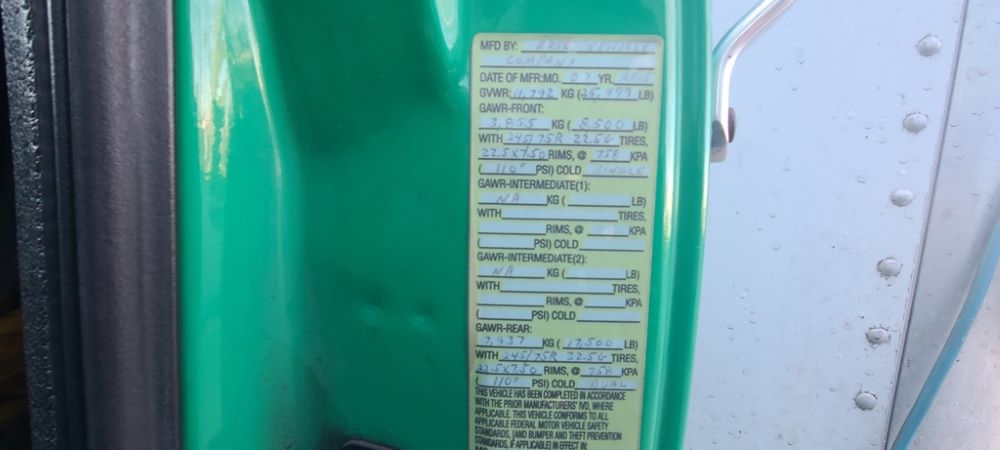 MFD BY: VEHICLE
COMPANY
DATE OF MFR:MO. 07 YR. 2015
GVWR: 11,792 KG (25,999 LB)
GAWR-FRONT:
3,855 KG ( 8,500 LB)
WITH 245/75R 22.5G TIRES,
22.5x7.50 RIMS, @ 758 KPA
( 110 PSI) COLD SINGLE
GAWR-INTERMEDIATE(1):
NA KG ( LB)
WITH TIRES,
RIMS, @ KPA
( PSI) COLD
GAWR-INTERMEDIATE(2):
NA KG ( LB)
WITH TIRES,
RIMS, @ KPA
( PSI) COLD
GAWR-REAR:
7,937 KG ( 17,500 LB)
WITH 245/75R 22.5G TIRES,
22.5x7.50 RIMS, @ 758 KPA
( 110 PSI) COLD DUAL
THIS VEHICLE HAS BEEN COMPLETED IN ACCORDANCE
WITH THE PRIOR MANUFACTURERS' IVD, WHERE
APPLICABLE. THIS VEHICLE CONFORMS TO ALL
APPLICABLE FEDERAL MOTOR VEHICLE SAFETY
STANDARDS, [AND BUMPER AND THEFT PREVENTION
STANDARDS, IF APPLICABLE] IN EFFECT IN: